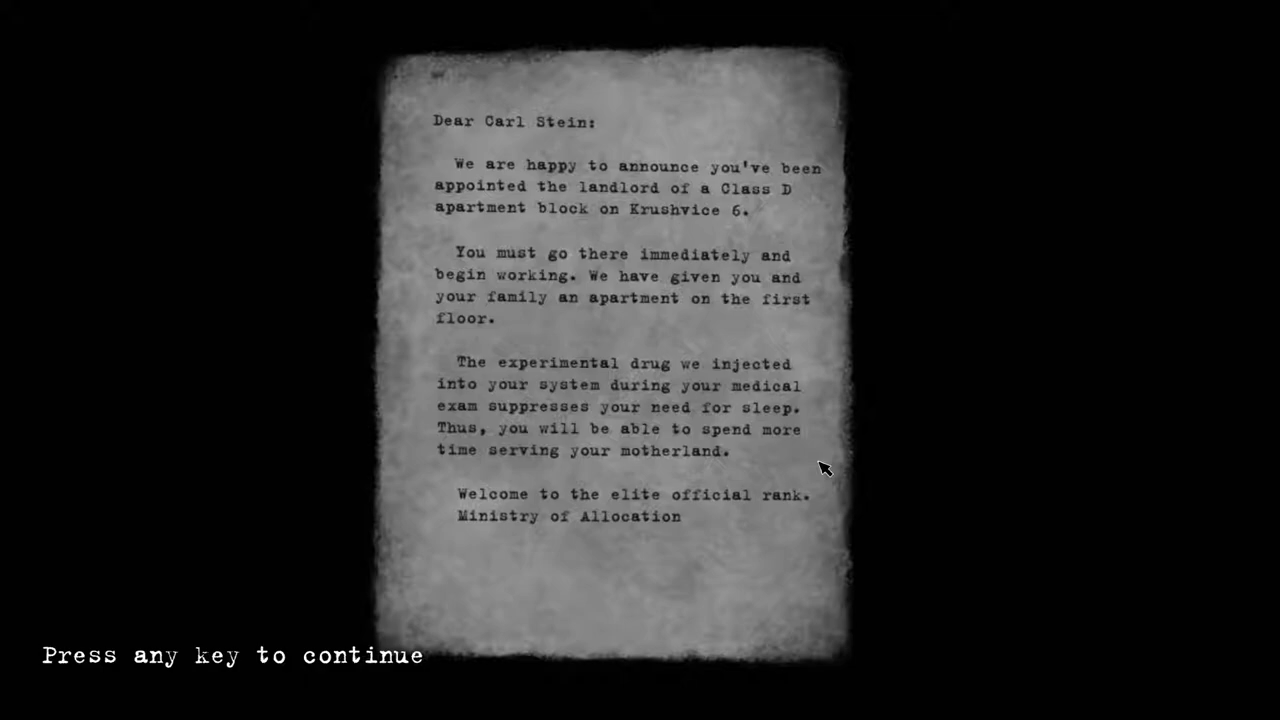 Dear Carl Stein:
We are happy to announce you've been
appointed the landlord of a Class D
apartment block on Krushvice 6.
You must go there immediately and
begin working. We have given you and
your family an apartment on the first
floor.
The experimental drug we injected
into your system during your medical
exam suppresses your need for sleep.
Thus, you will be able to spend more
time serving your motherland.
Welcome to the elite official rank.
Ministry of Allocation
Press any key to continue